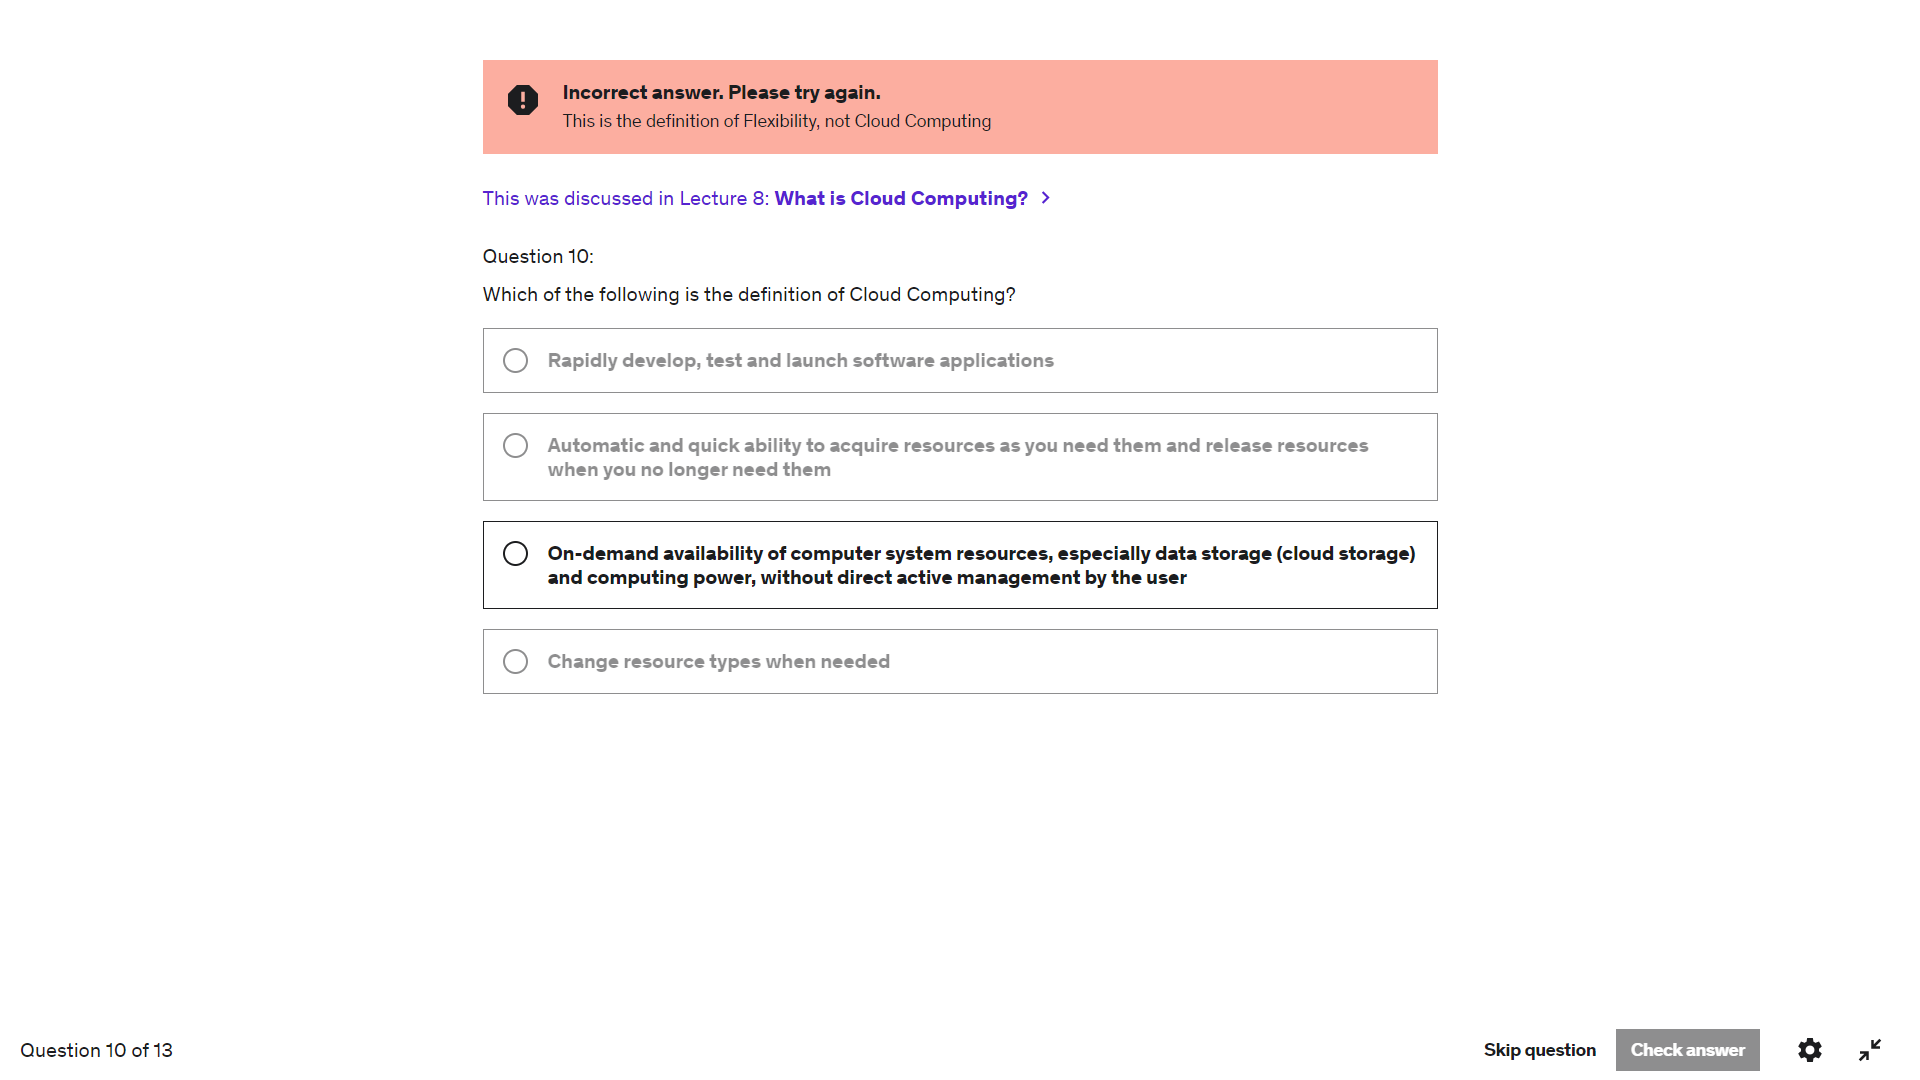 Incorrect answer. Please try again.
This is the definition of Flexibility, not Cloud Computing
This was discussed in Lecture 8: What is Cloud Computing?
Question 10:
Which of the following is the definition of Cloud Computing?
Rapidly develop, test and launch software applications
Automatic and quick ability to acquire resources as you need them and release resources
when you no longer need them
On-demand availability of computer system resources, especially data storage (cloud storage)
and computing power, without direct active management by the user
Change resource types when needed
Question 10 of 13
Skip question
Check answer